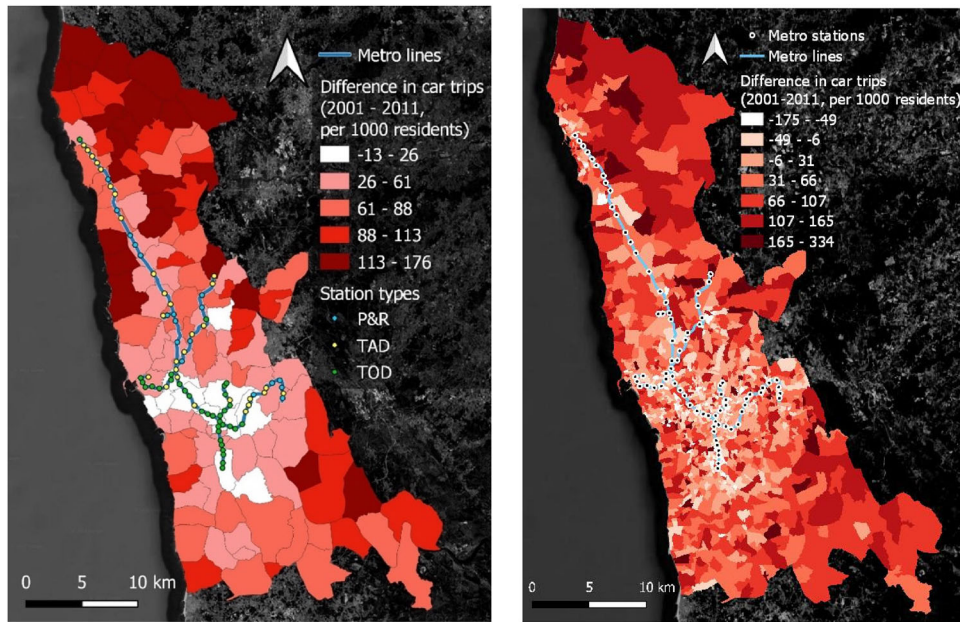 Metro lines
Difference in car trips
(2001 - 2011,
per 1000 residents)
-13 - 26
26 - 61
61 - 88
88 - 113
113 - 176
Station types
P&R
TAD
TOD
0 5 10 km
Metro stations
Metro lines
Difference in car trips
(2001-2011, per 1000 residents)
-175 - -49
-49 - -6
-6 - 31
31 - 66
66 - 107
107 - 165
165 - 334
0 5 10 km